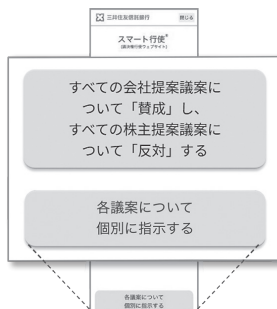 三井住友信託銀行
閉じる
スマート行使®
(議決権行使ウェブサイト)
すべての会社提案議案に
ついて「賛成」し、
すべての株主提案議案に
ついて「反対」する
各議案について
個別に指示する
各議案について
個別に指示する